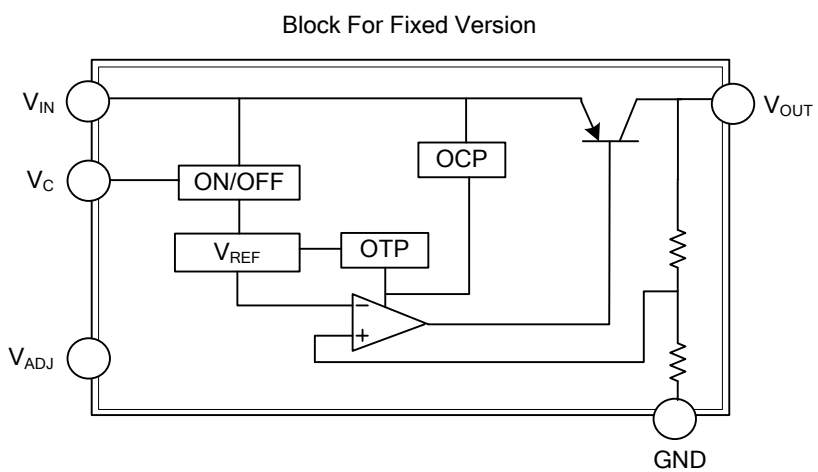 Block For Fixed Version
VIN
VOUT
OCP
VC
ON/OFF
VREF
OTP
−
+
VADJ
GND